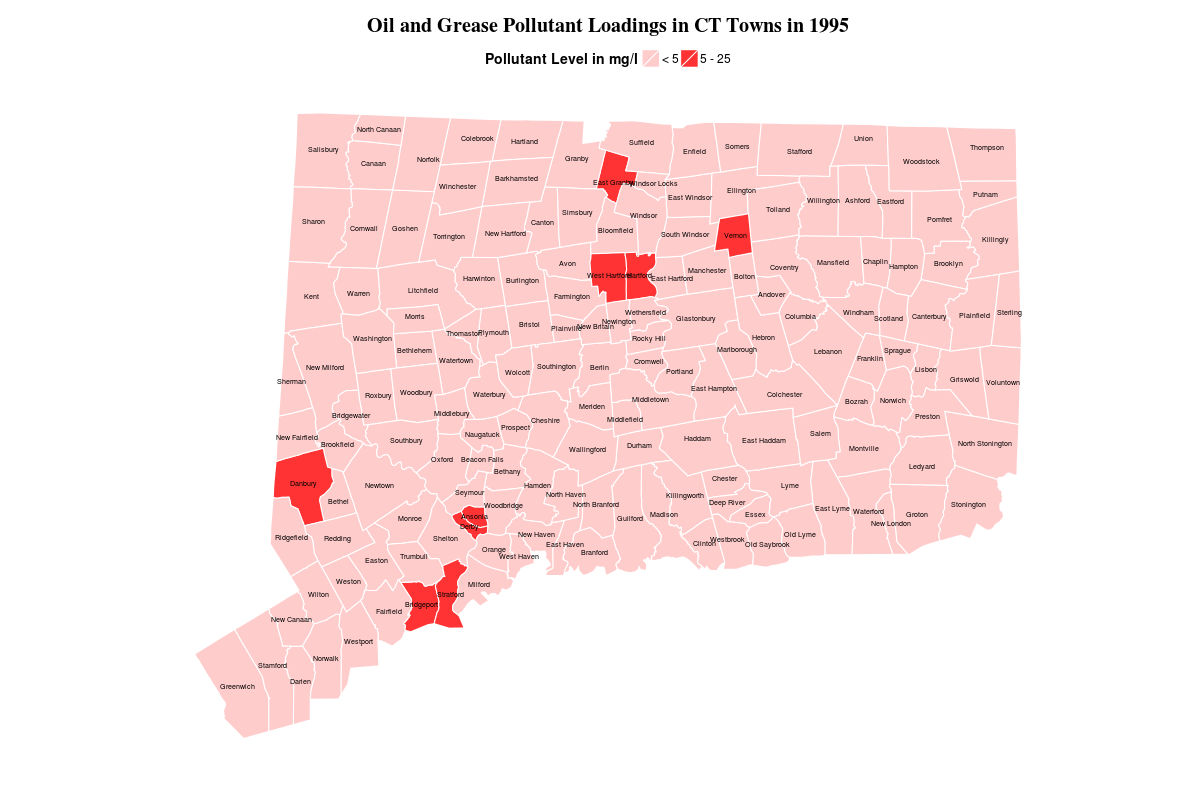 Oil and Grease Pollutant Loadings in CT Towns in 1995
Pollutant Level in mg/l < 5 5 - 25
North Canaan
Colebrook
Hartland
Salisbury
Canaan
Norfolk
Granby
Suffield
Enfield
Somers
Stafford
Union
Woodstock
Thompson
Winchester
Barkhamsted
East Granby
Windsor Locks
East Windsor
Ellington
Tolland
Willington
Ashford
Eastford
Putnam
Sharon
Cornwall
Goshen
Torrington
New Hartford
Canton
Simsbury
Bloomfield
Windsor
South Windsor
Vernon
Pomfret
Killingly
Kent
Warren
Litchfield
Harwinton
Burlington
Avon
Farmington
West Hartford
Hartford
East Hartford
Manchester
Bolton
Coventry
Andover
Mansfield
Chaplin
Hampton
Brooklyn
Morris
Washington
Bethlehem
Thomaston
Plymouth
Watertown
Bristol
Plainville
New Britain
Newington
Wethersfield
Rocky Hill
Glastonbury
Marlborough
Hebron
Columbia
Lebanon
Windham
Scotland
Canterbury
Plainfield
Sterling
Franklin
Sprague
Lisbon
Griswold
Voluntown
New Milford
Sherman
Roxbury
Woodbury
Waterbury
Wolcott
Southington
Berlin
Cromwell
Portland
East Hampton
Colchester
Bozrah
Norwich
Preston
Bridgewater
Middlebury
Naugatuck
Prospect
Cheshire
Meriden
Middletown
Middlefield
New Fairfield
Brookfield
Southbury
Oxford
Beacon Falls
Bethany
Wallingford
Durham
Haddam
East Haddam
Salem
Montville
Ledyard
North Stonington
Danbury
Bethel
Newtown
Seymour
Woodbridge
Hamden
North Haven
North Branford
Guilford
Madison
Killingworth
Chester
Deep River
Essex
Lyme
East Lyme
Waterford
New London
Groton
Stonington
Ridgefield
Redding
Monroe
Ansonia
Derby
Shelton
Orange
New Haven
West Haven
East Haven
Branford
Clinton
Westbrook
Old Saybrook
Old Lyme
Easton
Trumbull
Weston
Wilton
Milford
Stratford
Bridgeport
Fairfield
New Canaan
Westport
Norwalk
Stamford
Darien
Greenwich